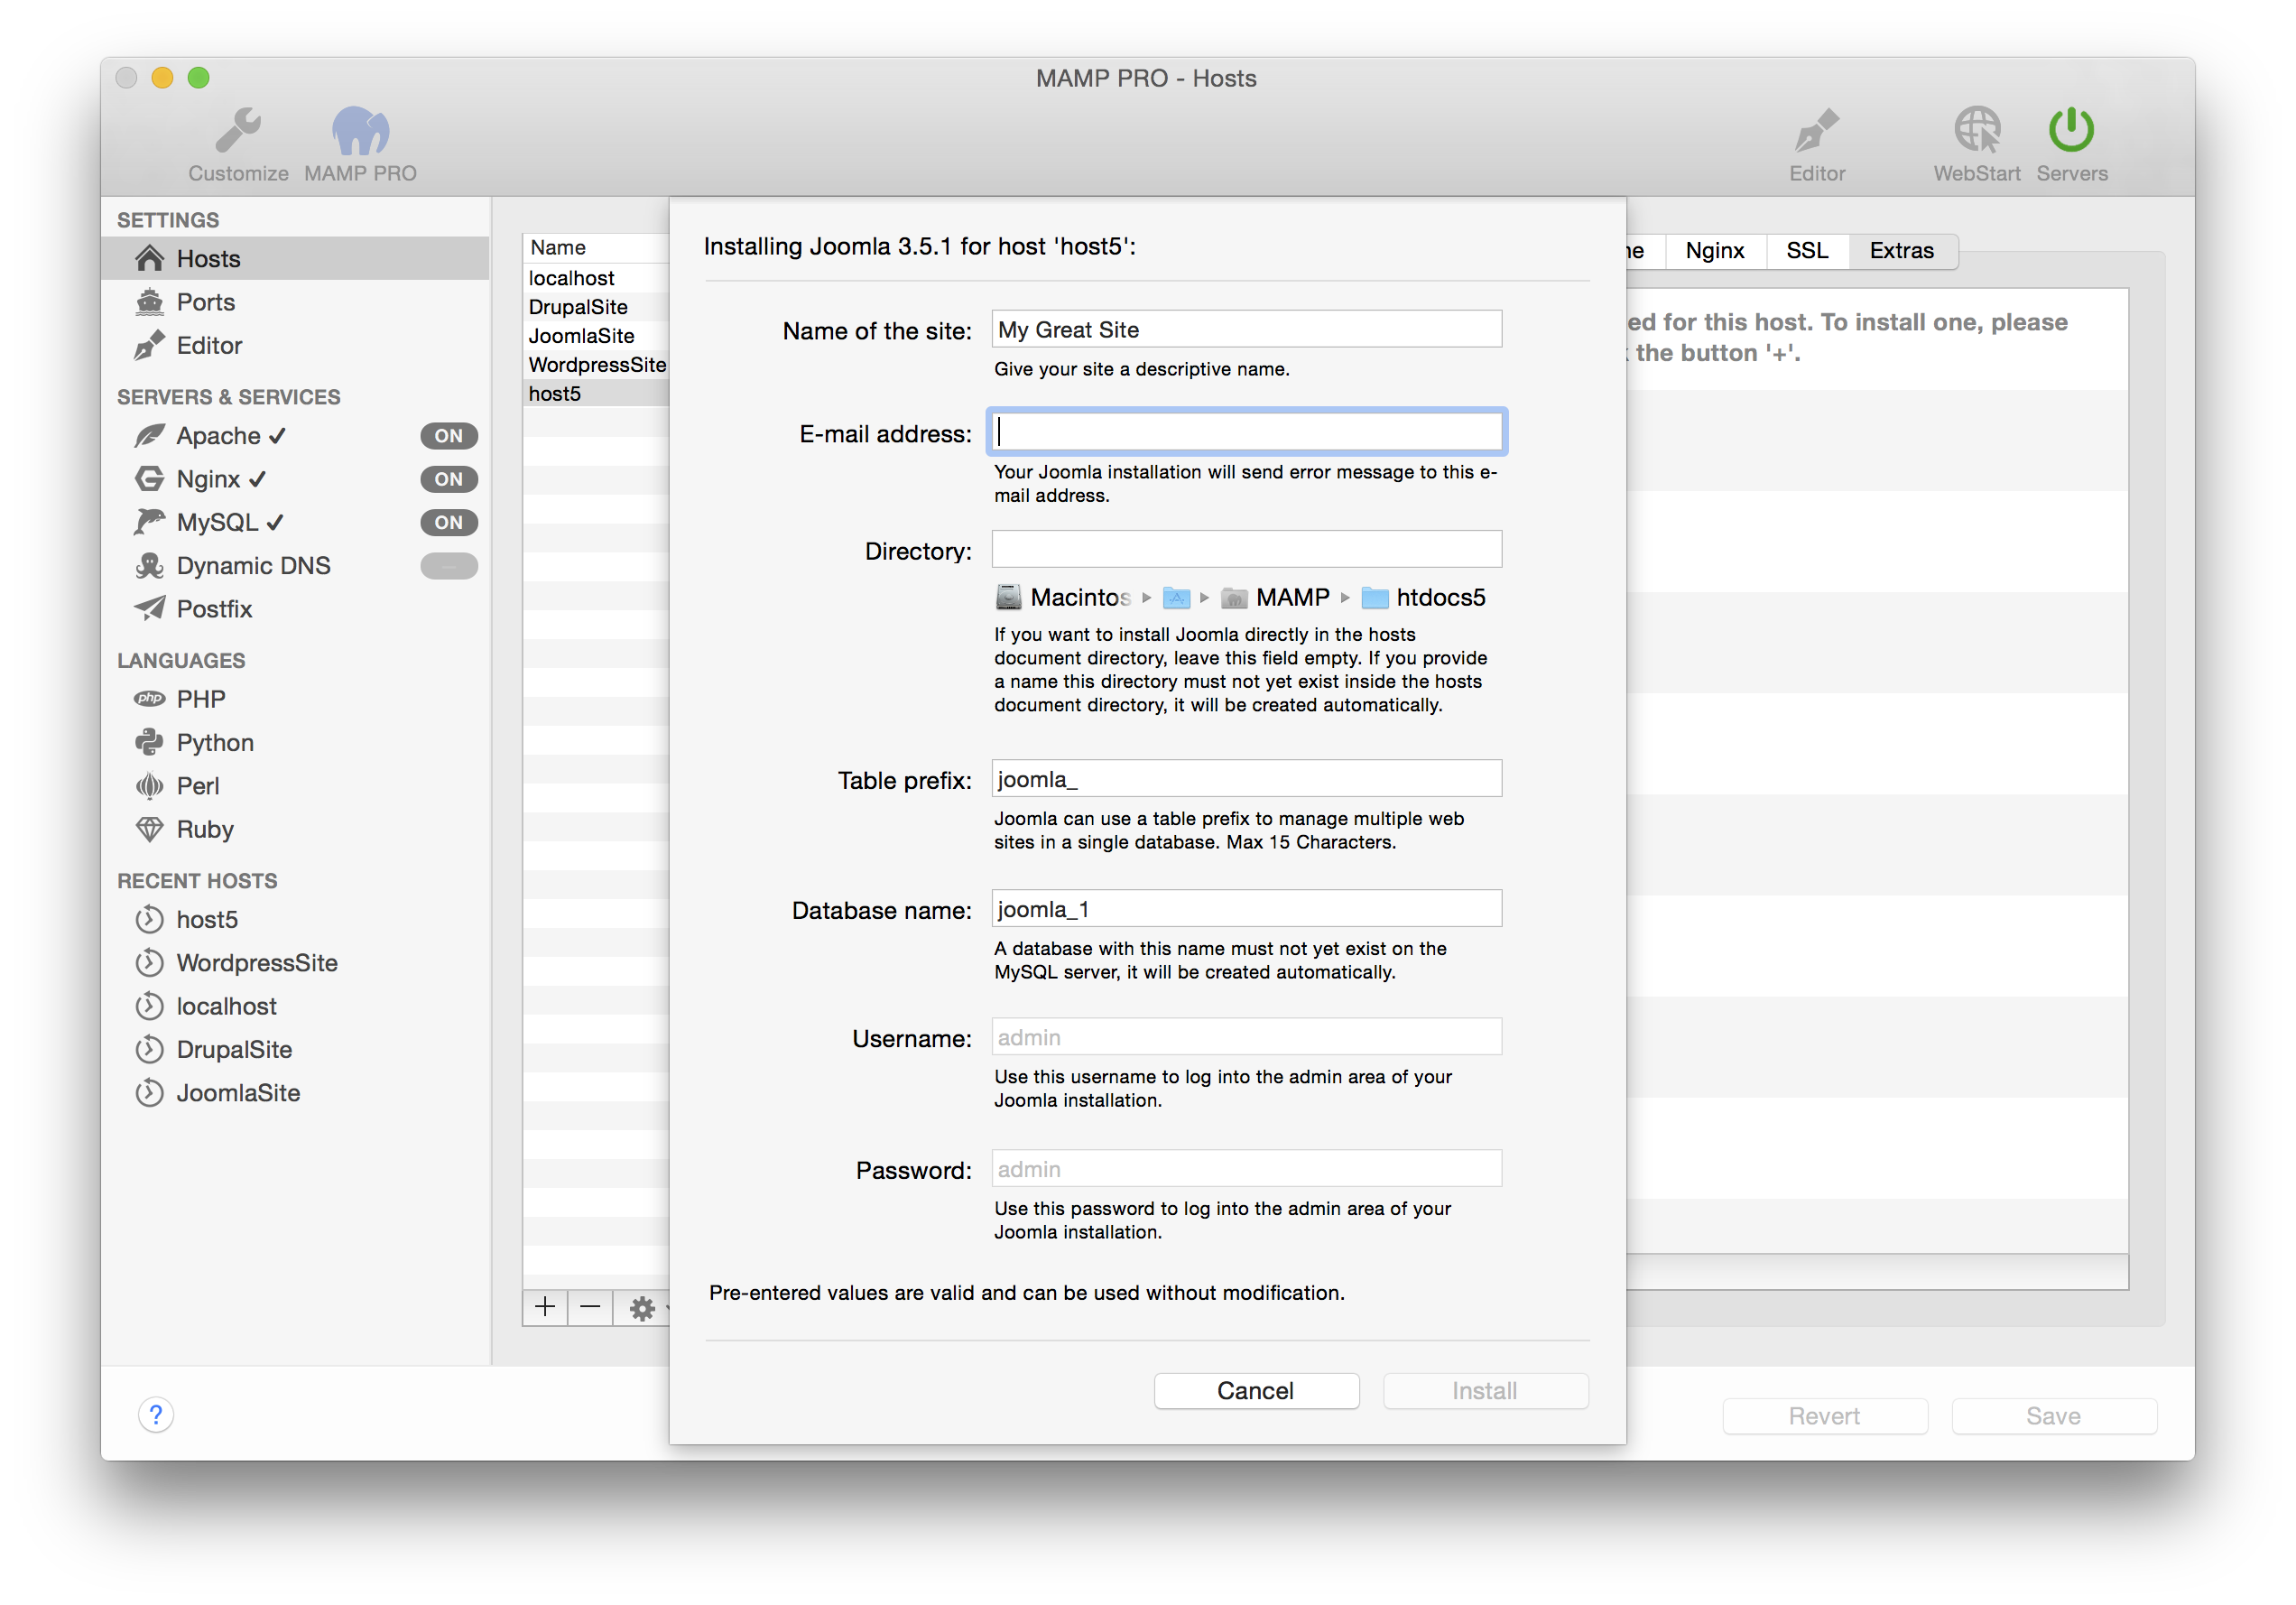 MAMP PRO - Hosts
Customize
MAMP PRO
Editor
WebStart
Servers
SETTINGS
Hosts
Ports
Editor
SERVERS & SERVICES
Apache ✓
ON
Nginx ✓
ON
MySQL ✓
ON
Dynamic DNS
Postfix
LANGUAGES
php
PHP
Python
Perl
Ruby
RECENT HOSTS
host5
WordpressSite
localhost
DrupalSite
JoomlaSite
Name
localhost
DrupalSite
JoomlaSite
WordpressSite
host5
Installing Joomla 3.5.1 for host 'host5':
Name of the site:
My Great Site
Give your site a descriptive name.
E-mail address:
Your Joomla installation will send error message to this e-
mail address.
Directory:
Macintos
MAMP
htdocs5
If you want to install Joomla directly in the hosts
document directory, leave this field empty. If you provide
a name this directory must not yet exist inside the hosts
document directory, it will be created automatically.
Table prefix:
joomla_
Joomla can use a table prefix to manage multiple web
sites in a single database. Max 15 Characters.
Database name:
joomla_1
A database with this name must not yet exist on the
MySQL server, it will be created automatically.
Username:
admin
Use this username to log into the admin area of your
Joomla installation.
Password:
admin
Use this password to log into the admin area of your
Joomla installation.
Pre-entered values are valid and can be used without modification.
Cancel
Install
Nginx
SSL
Extras
ed for this host. To install one, please
the button '+'.
?
Revert
Save